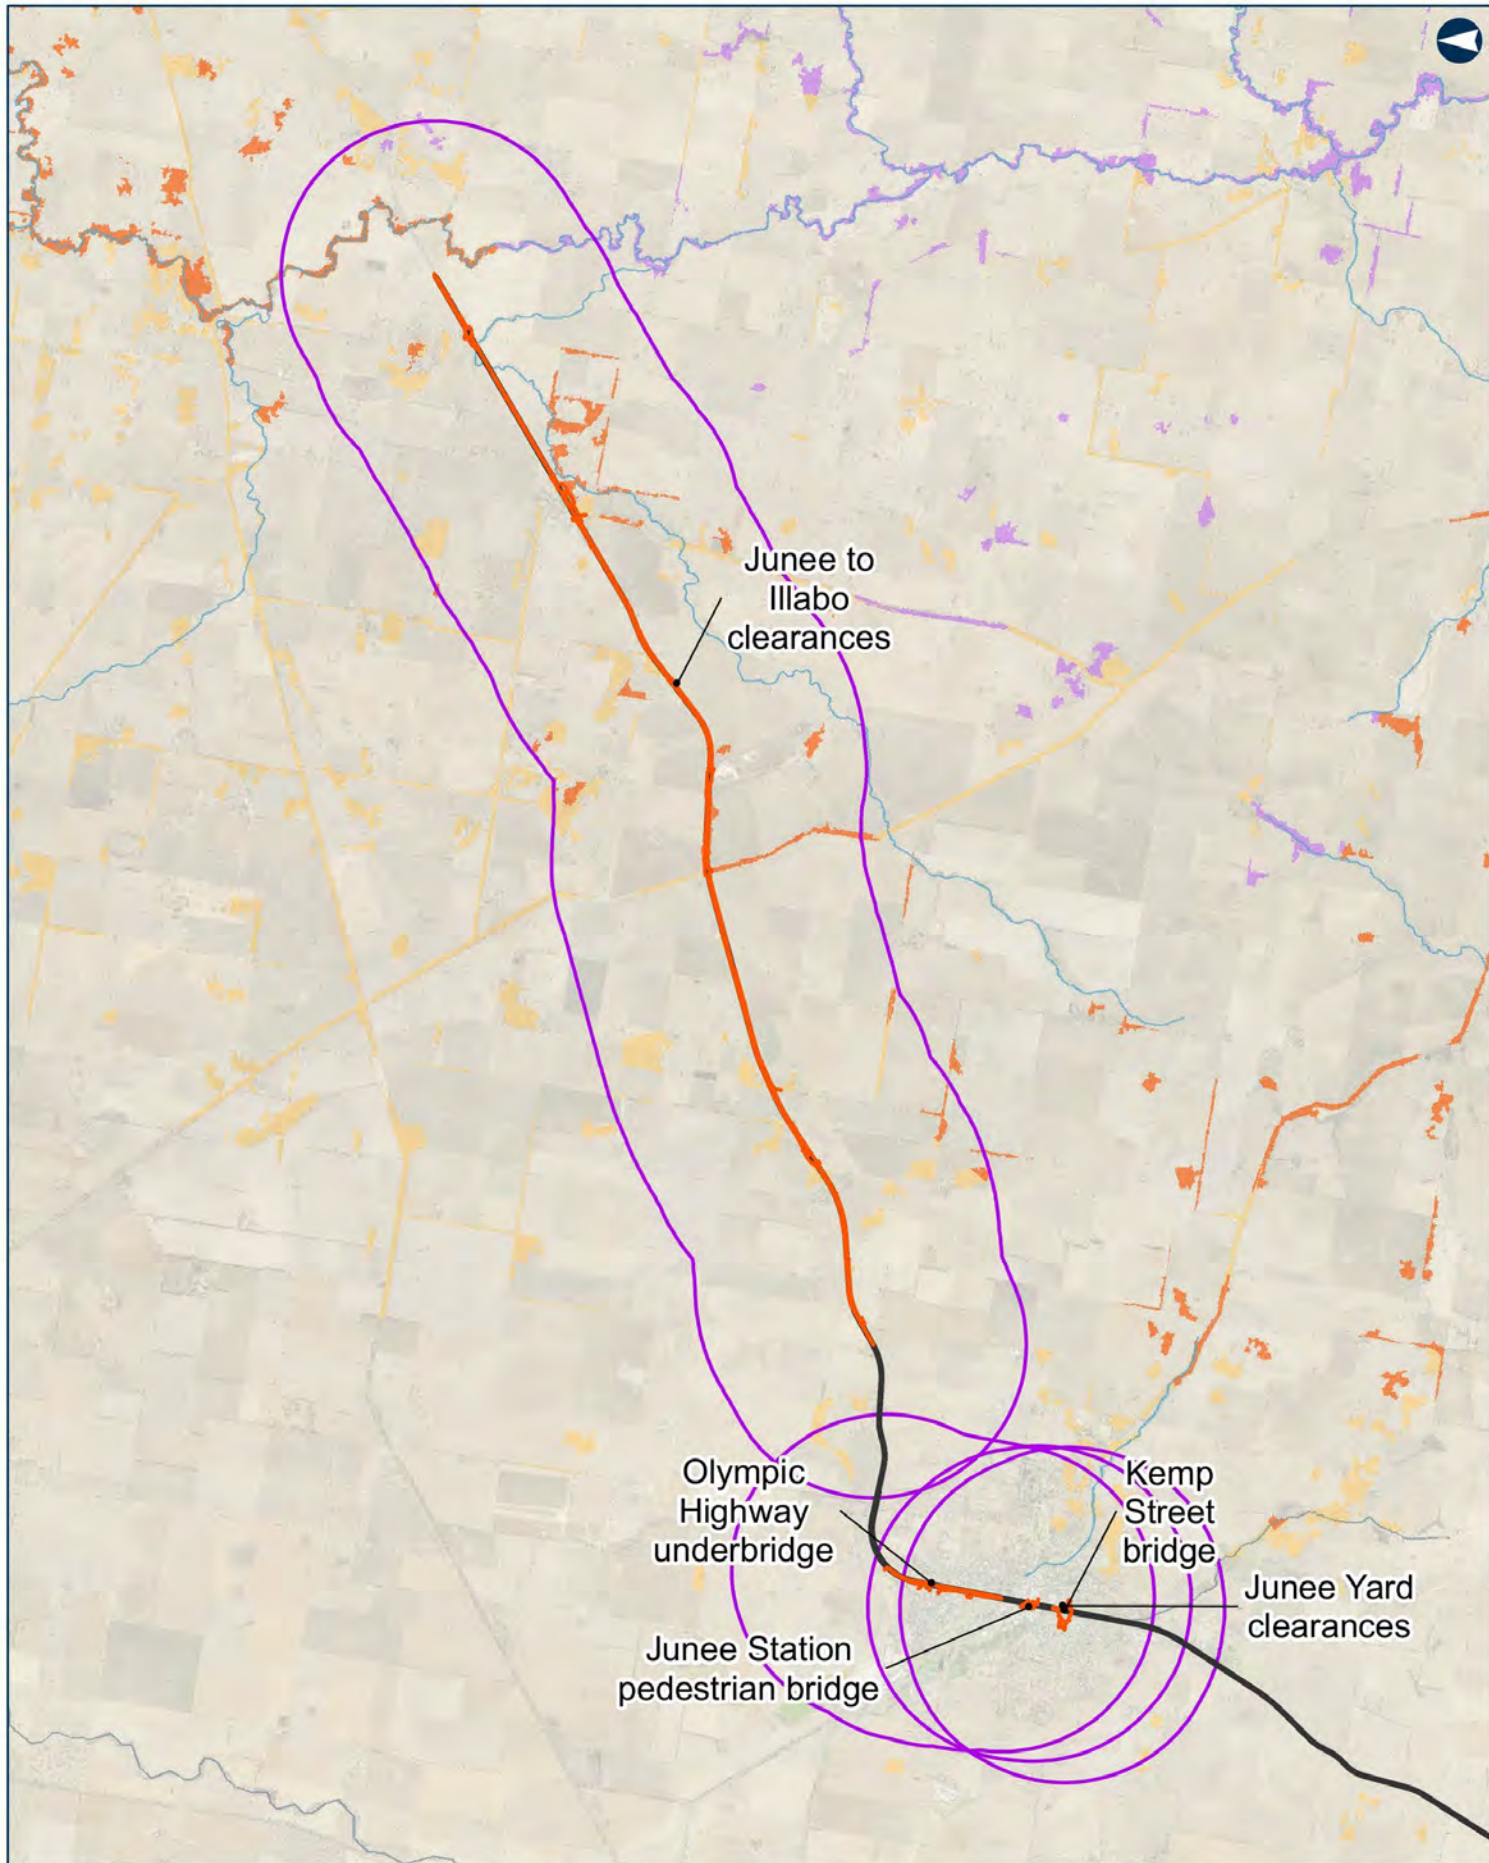 Junee to
Illabo
clearances
Olympic
Highway
underbridge
Kemp
Street
bridge
Junee Yard
clearances
Junee Station
pedestrian bridge